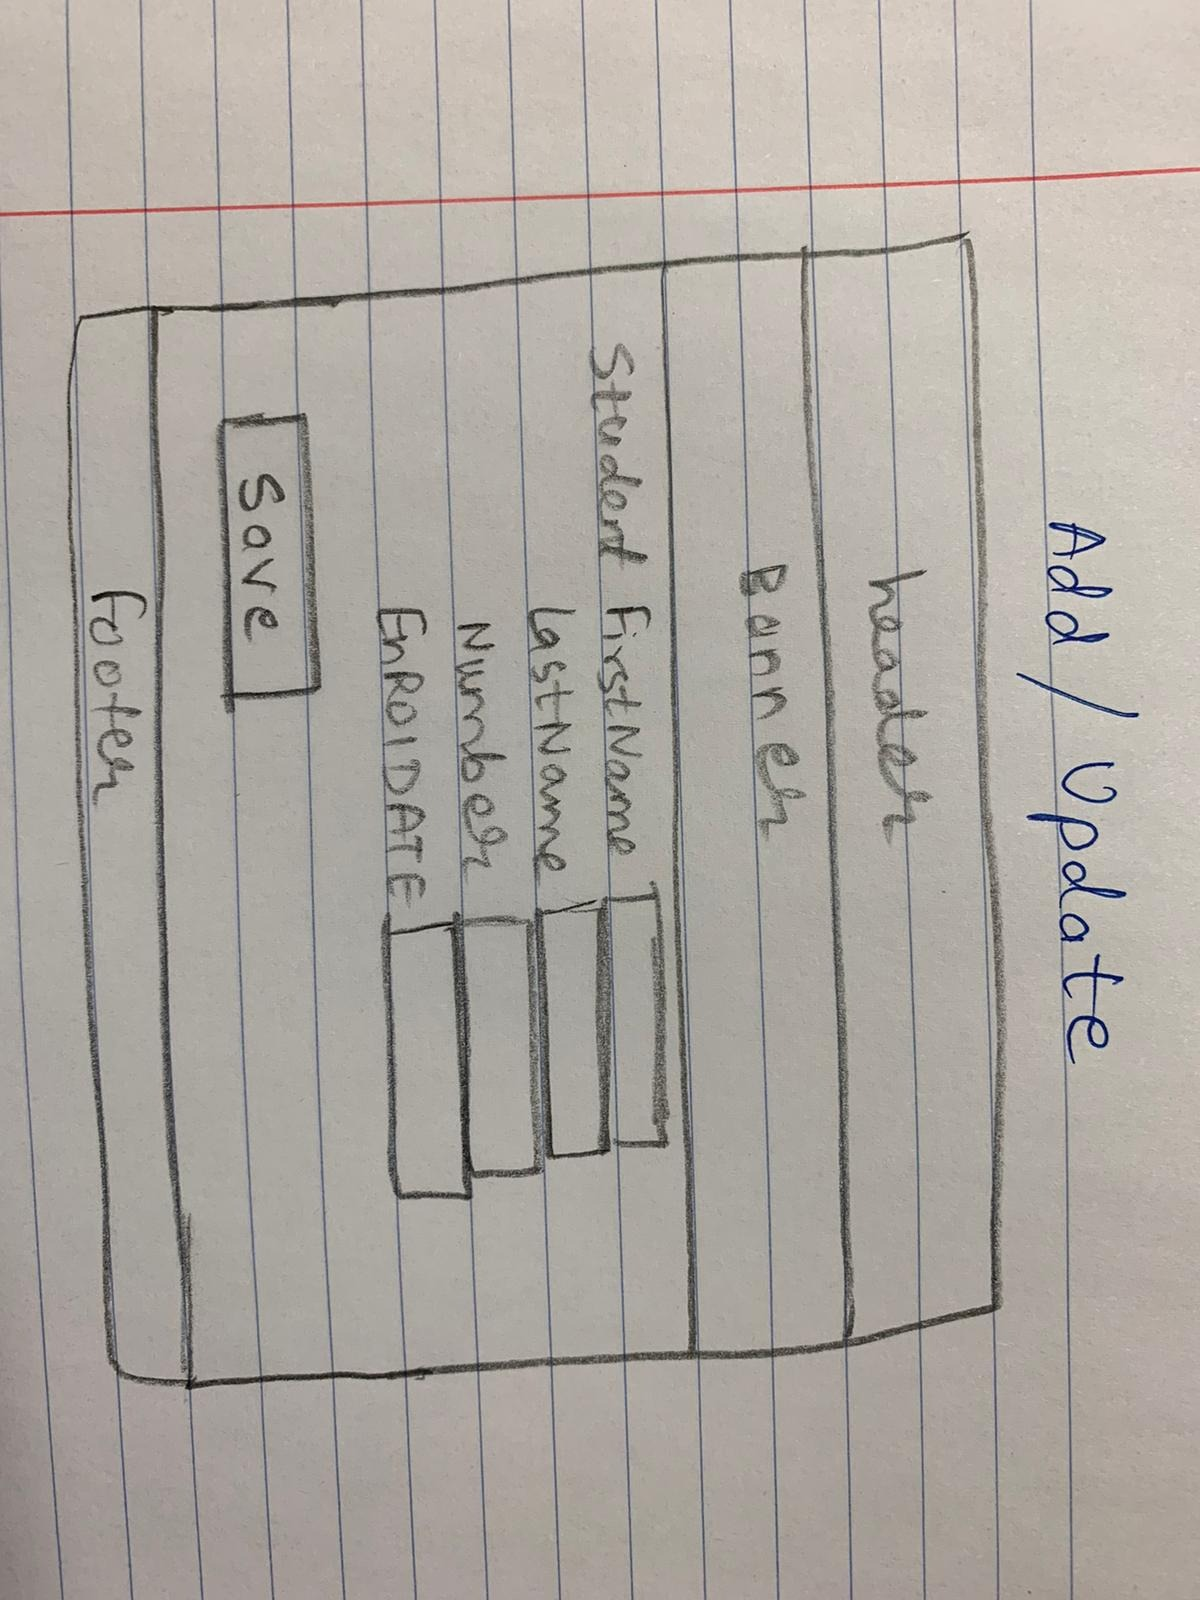 Add / Update
header
Banner
Student FirstName
LastName
Number
EnROlDATE
Save
footer